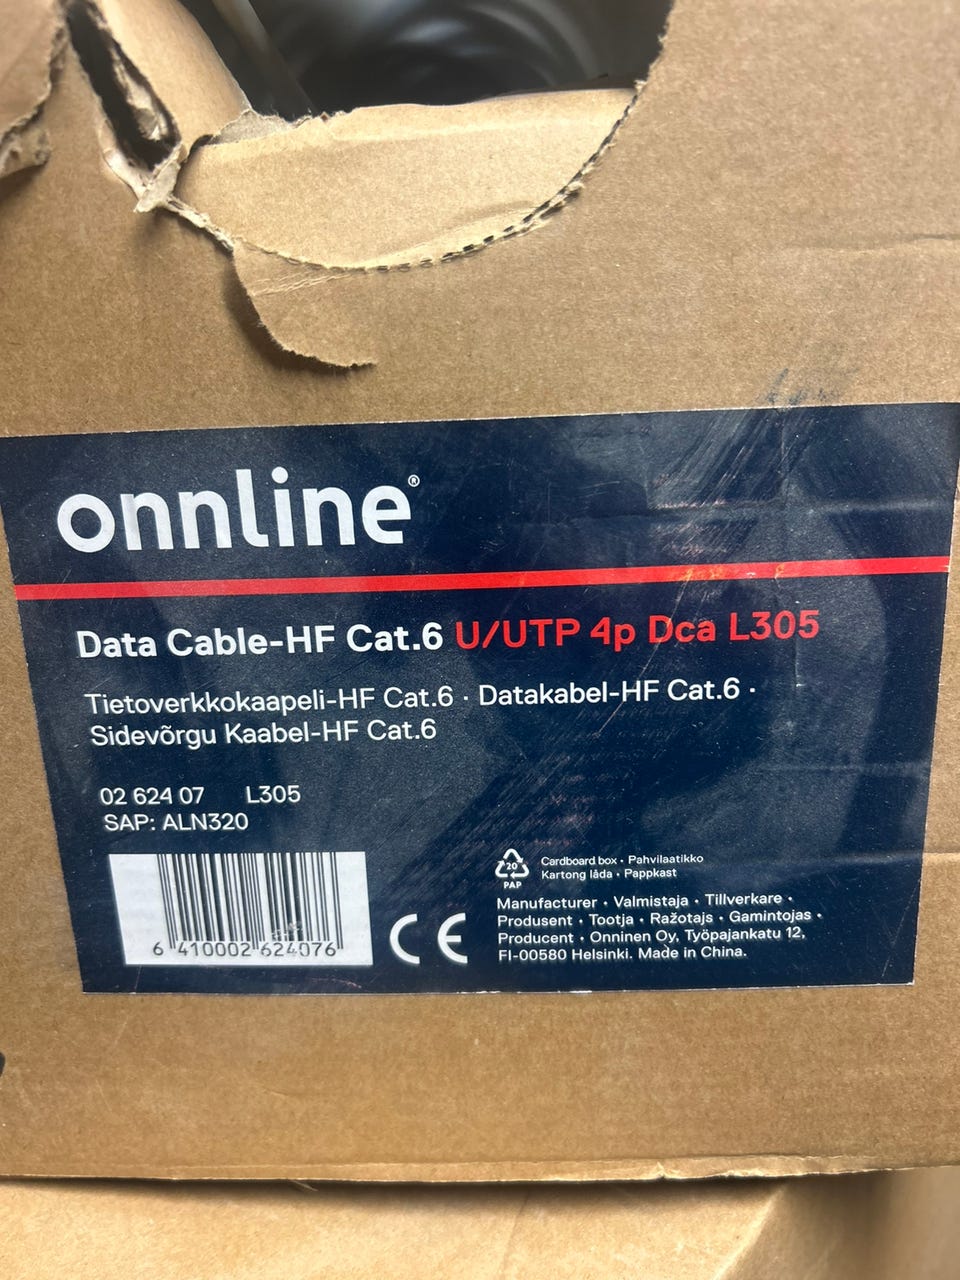 onnline®
Data Cable-HF Cat.6 U/UTP 4p Dca L305
Tietoverkkokaapeli-HF Cat.6 · Datakabel-HF Cat.6 ·
Sidevõrgu Kaabel-HF Cat.6
02 624 07 L305
SAP: ALN320
6 410002 624076
CE
20
PAP
Cardboard box · Pahvilaatikko
Kartong låda · Pappkast
Manufacturer · Valmistaja · Tillverkare ·
Produsent · Tootja · Ražotajs · Gamintojas ·
Producent · Onninen Oy, Työpajankatu 12,
FI-00580 Helsinki. Made in China.